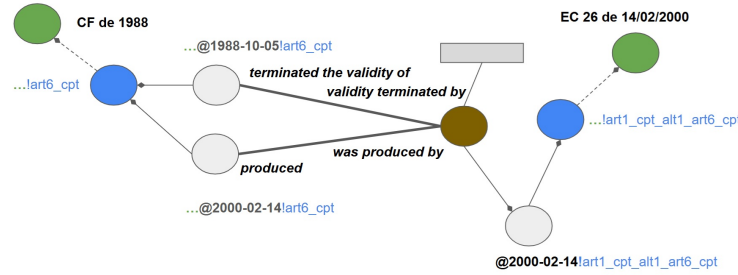 CF de 1988
EC 26 de 14/02/2000
...@1988-10-05!art6_cpt
terminated the validity of
validity terminated by
...!art6_cpt
...!art1_cpt_alt1_art6_cpt
was produced by
produced
...@2000-02-14!art6_cpt
@2000-02-14!art1_cpt_alt1_art6_cpt